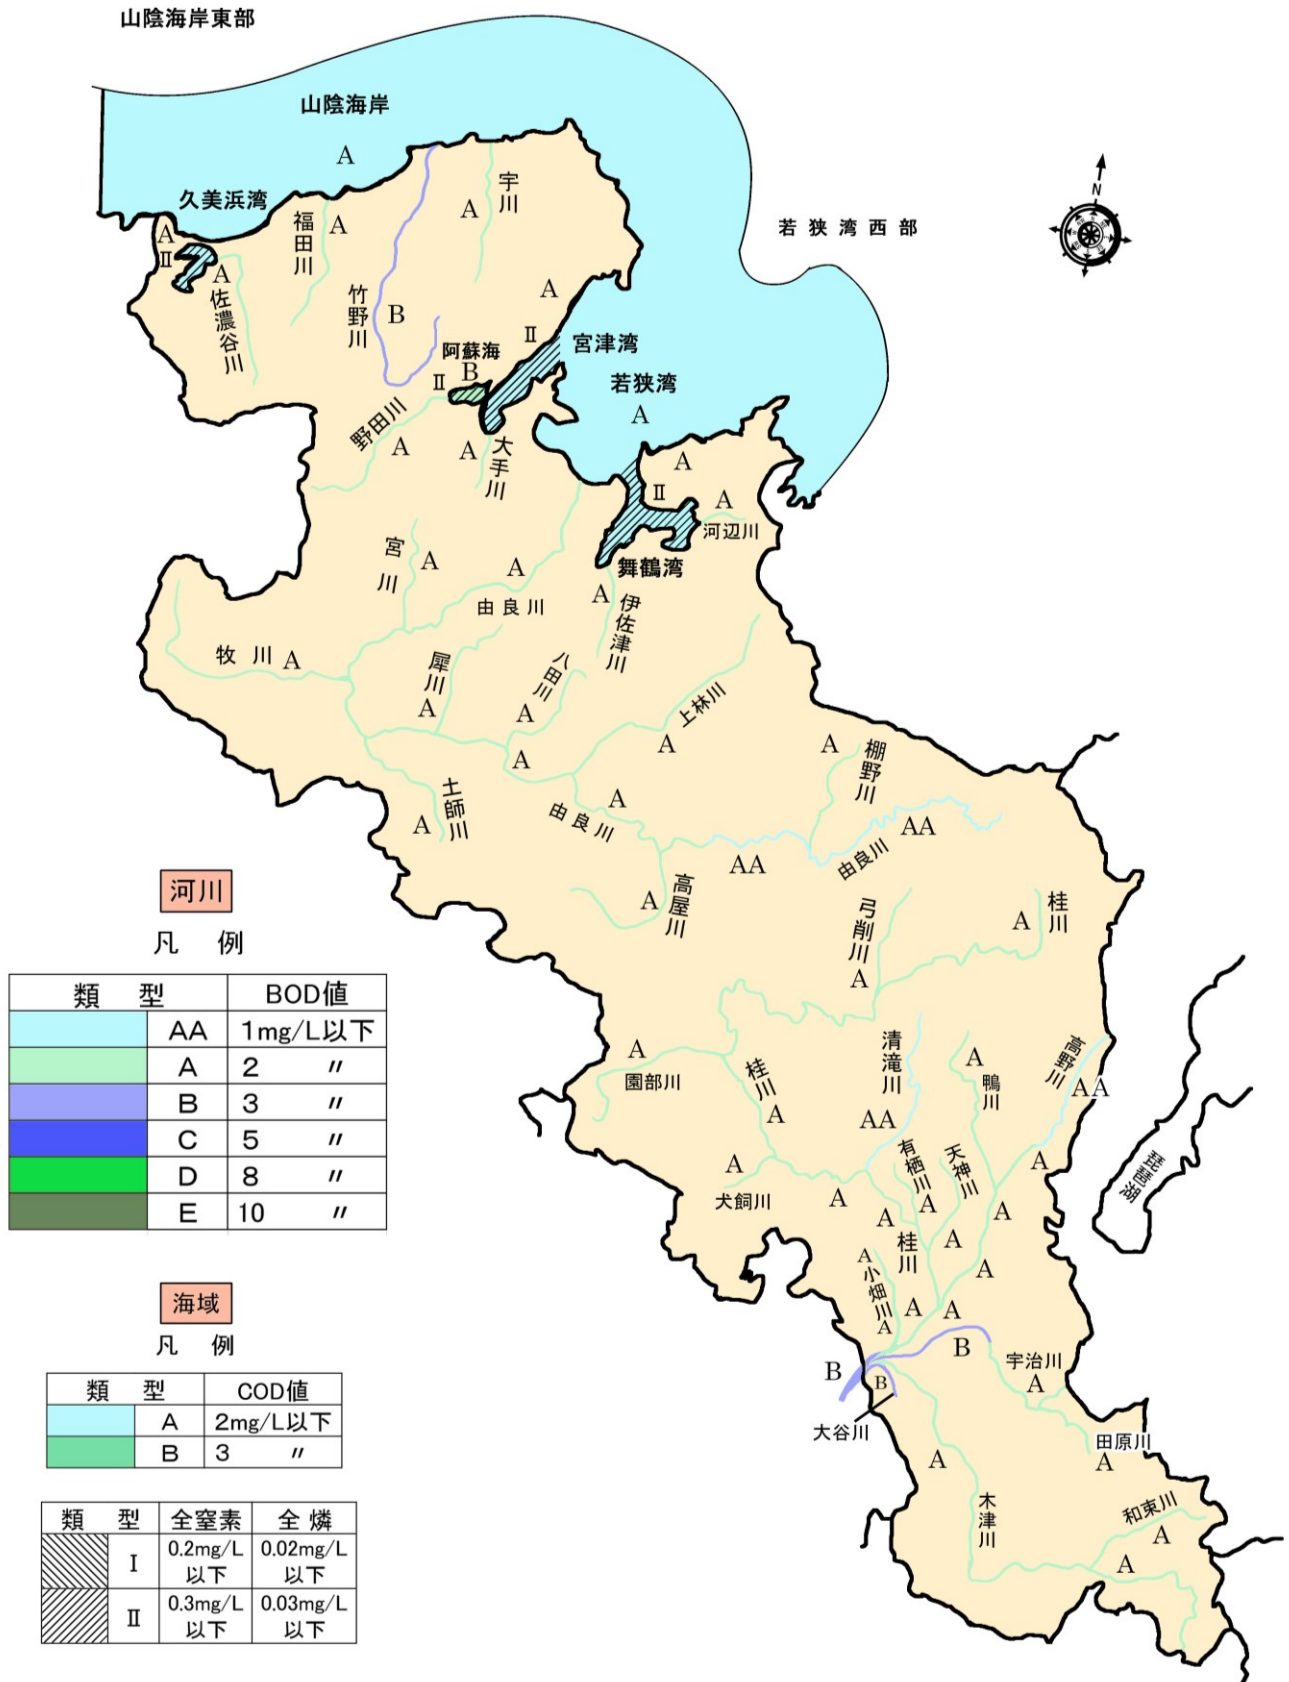 山陰海岸東部
山陰海岸
A
久美浜湾
A
Ⅱ
A
佐濃谷川
福田川
A
竹野川
B
宇川
A
A
Ⅱ
若狭湾西部
N
宮津湾
若狭湾
A
阿蘇海
B
Ⅱ
野田川
A
A
大手川
A
Ⅱ
A
河辺川
舞鶴湾
宮川
A
A
由良川
A
伊佐津川
牧川 A
犀川
A
八田川
A
上林川
A
A
土師川
A
由良川
A
A
棚野川
AA
AA
由良川
A
高屋川
弓削川
A
A
桂川
A
園部川
桂川
A
清滝川
AA
A
鴨川
高野川
AA
琵琶湖
A
犬飼川
A
有栖川
A
天神川
A
A
A
桂川
A
A
A
小畑川
A
A
A
B
B
B
大谷川
宇治川
A
田原川
A
A
木津川
和束川
A
A
河川
凡 例
類 型 BOD値
AA 1mg/L以下
A 2 〃
B 3 〃
C 5 〃
D 8 〃
E 10 〃
海域
凡 例
類 型 COD値
A 2mg/L以下
B 3 〃
類 型 全窒素 全燐
Ⅰ 0.2mg/L以下 0.02mg/L以下
Ⅱ 0.3mg/L以下 0.03mg/L以下